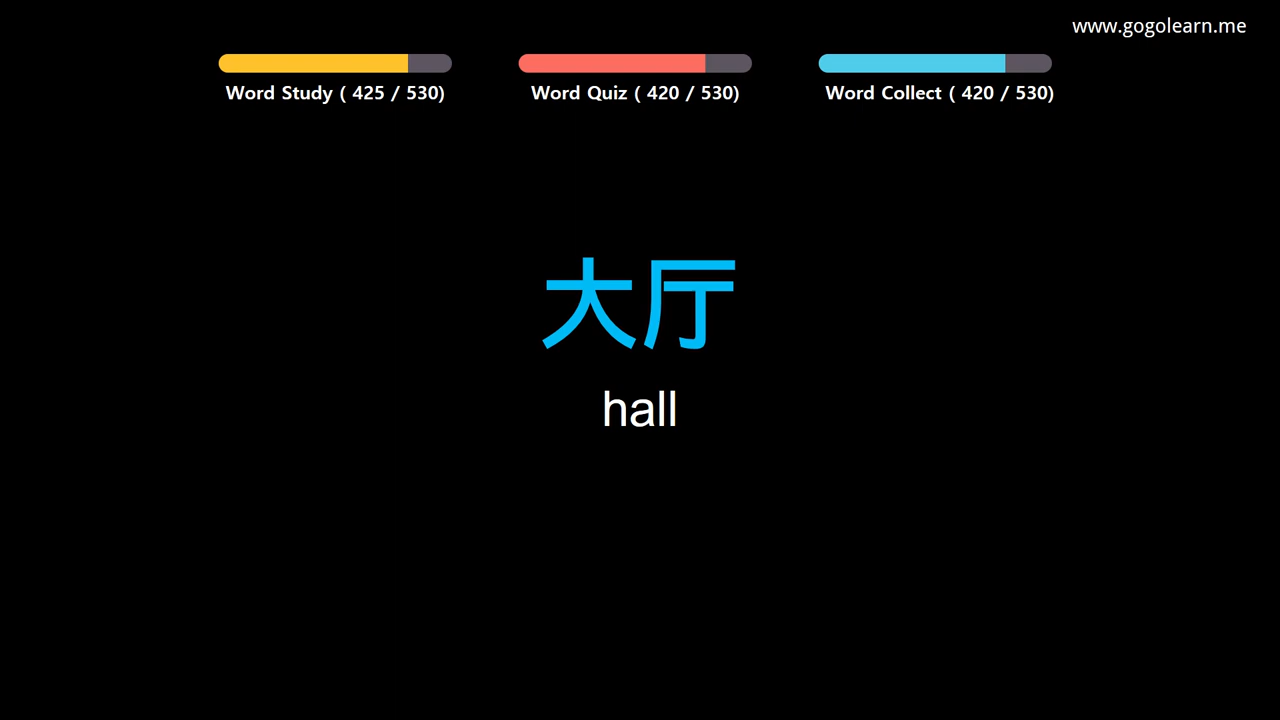 www.gogolearn.me
Word Study ( 425 / 530)
Word Quiz ( 420 / 530)
Word Collect ( 420 / 530)
大厅
hall